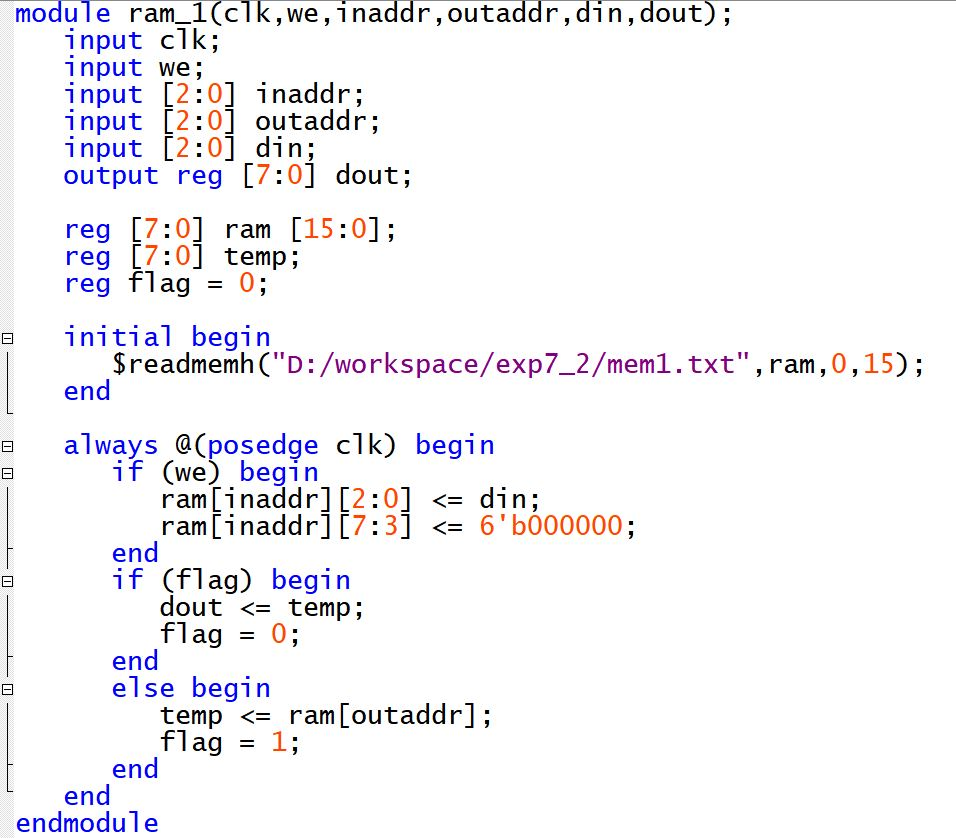 module ram_1(clk,we,inaddr,outaddr,din,dout);
   input clk;
   input we;
   input [2:0] inaddr;
   input [2:0] outaddr;
   input [2:0] din;
   output reg [7:0] dout;

   reg [7:0] ram [15:0];
   reg [7:0] temp;
   reg flag = 0;

   initial begin
      $readmemh("D:/workspace/exp7_2/mem1.txt",ram,0,15);
   end

   always @(posedge clk) begin
      if (we) begin
         ram[inaddr][2:0] <= din;
         ram[inaddr][7:3] <= 6'b000000;
      end
      if (flag) begin
         dout <= temp;
         flag = 0;
      end
      else begin
         temp <= ram[outaddr];
         flag = 1;
      end
   end
endmodule